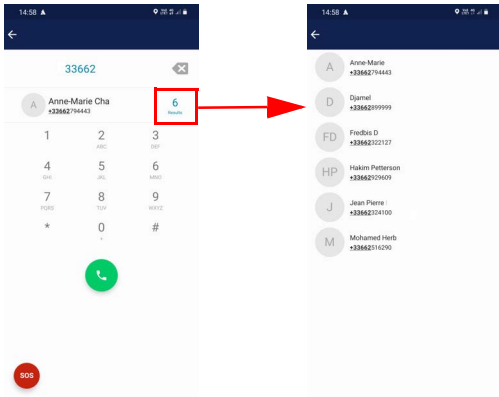 14:58
33662
A
Anne-Marie Cha
+33662794443
6
Results
1
2
ABC
3
DEF
4
GHI
5
JKL
6
MNO
7
PQRS
8
TUV
9
WXYZ
*
0
+
#
SOS
14:58
A
Anne-Marie
+33662794443
D
Djamel
+33662899999
FD
Fredbis D
+33662322127
HP
Hakim Petterson
+33662929609
J
Jean Pierre
+33662324100
M
Mohamed Herb
+33662516290